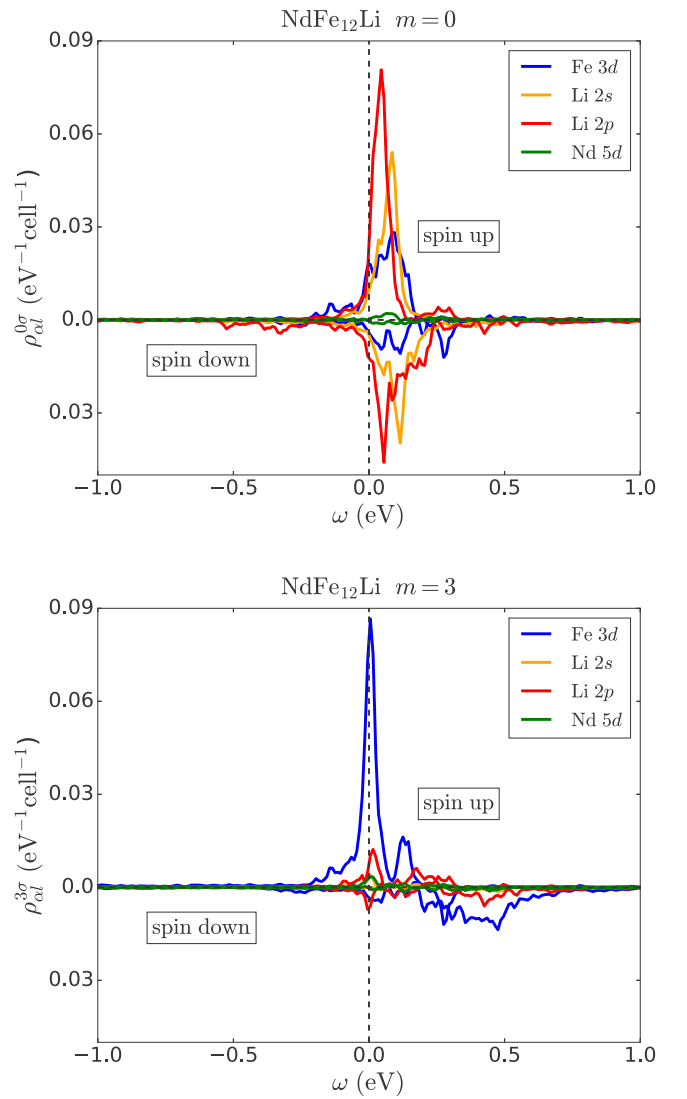 NdFe₁₂Li m = 0
0.09
0.06
0.03
0.0
0.03
ρ⁰σ_αl (eV⁻¹cell⁻¹)
Fe 3d
Li 2s
Li 2p
Nd 5d
spin up
spin down
−1.0 −0.5 0.0 0.5 1.0
ω (eV)
NdFe₁₂Li m = 3
0.09
0.06
0.03
0.0
0.03
ρ³σ_αl (eV⁻¹cell⁻¹)
Fe 3d
Li 2s
Li 2p
Nd 5d
spin up
spin down
−1.0 −0.5 0.0 0.5 1.0
ω (eV)